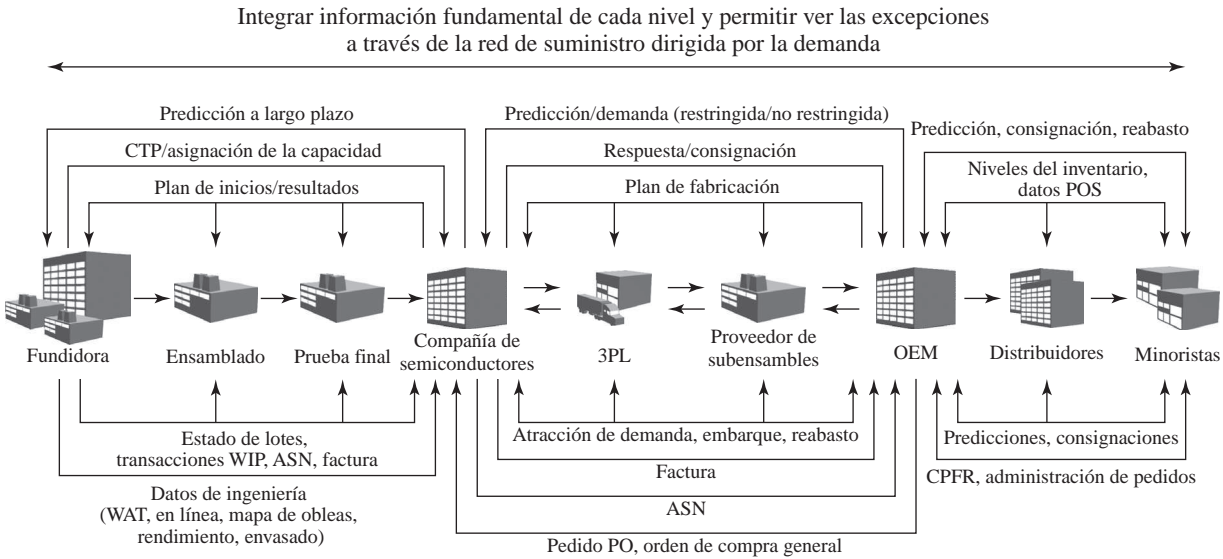 Integrar información fundamental de cada nivel y permitir ver las excepciones
a través de la red de suministro dirigida por la demanda
Predicción a largo plazo
CTP/asignación de la capacidad
Plan de inicios/resultados
Predicción/demanda (restringida/no restringida)
Respuesta/consignación
Plan de fabricación
Predicción, consignación, reabasto
Niveles del inventario,
datos POS
Fundidora
Ensamblado
Prueba final
Compañía de
semiconductores
3PL
Proveedor de
subensambles
OEM
Distribuidores
Minoristas
Estado de lotes,
transacciones WIP, ASN, factura
Datos de ingeniería
(WAT, en línea, mapa de obleas,
rendimiento, envasado)
Atracción de demanda, embarque, reabasto
Factura
ASN
Pedido PO, orden de compra general
Predicciones, consignaciones
CPFR, administración de pedidos